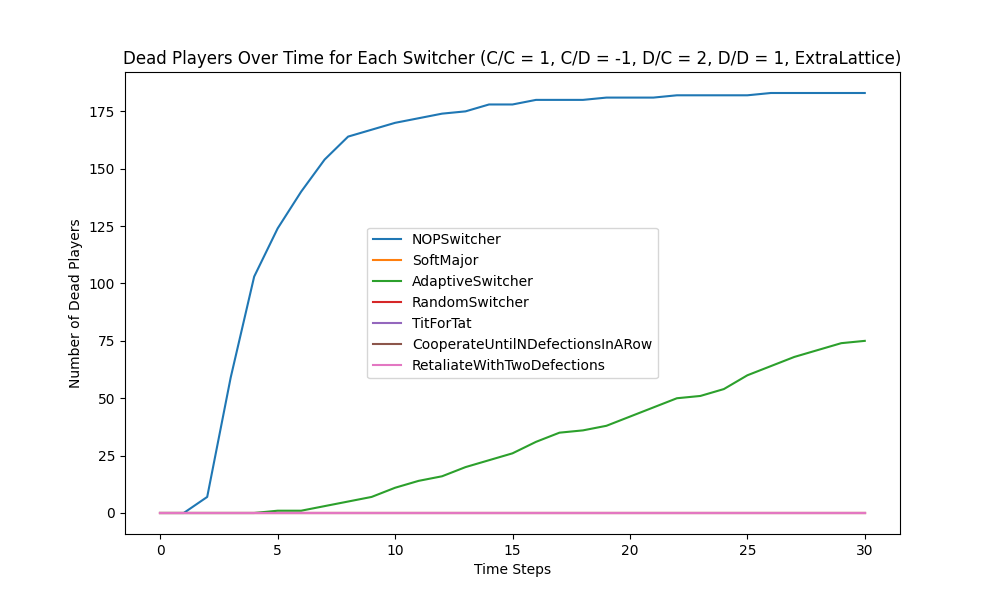 Dead Players Over Time for Each Switcher (C/C = 1, C/D = -1, D/C = 2, D/D = 1, ExtraLattice)
Number of Dead Players
175
150
125
100
75
50
25
0
NOPSwitcher
SoftMajor
AdaptiveSwitcher
RandomSwitcher
TitForTat
CooperateUntilNDefectionsInARow
RetaliateWithTwoDefections
0 5 10 15 20 25 30
Time Steps